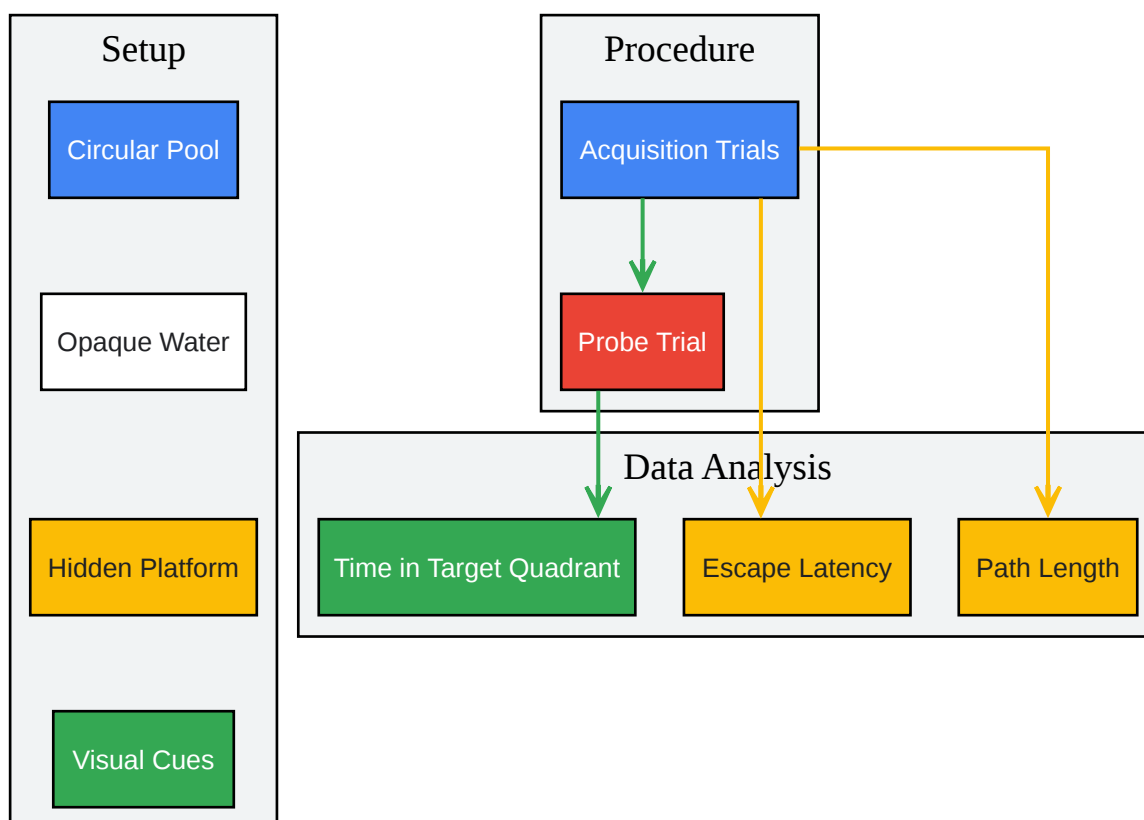 Setup
Circular Pool
Opaque Water
Hidden Platform
Visual Cues
Procedure
Acquisition Trials
Probe Trial
Data Analysis
Time in Target Quadrant
Escape Latency
Path Length